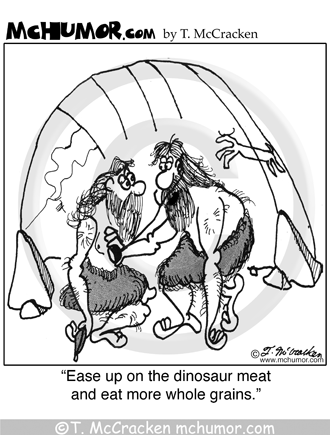 McHUMOR.com by T. McCracken
© T. McCracken
www.mchumor.com
“Ease up on the dinosaur meat
and eat more whole grains.”
©T. McCracken mchumor.com